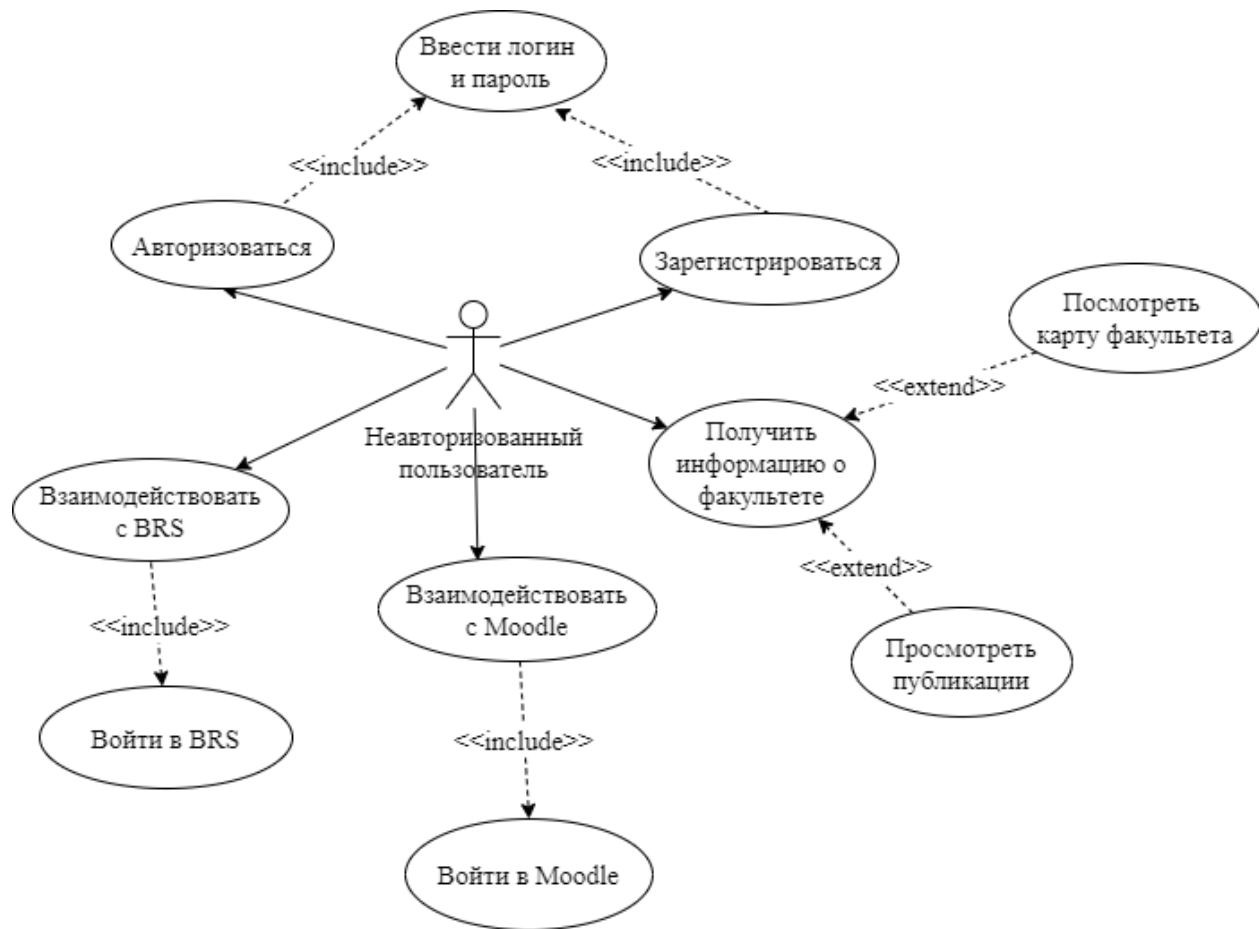 Ввести логин
и пароль
<<include>>
<<include>>
Авторизоваться
Зарегистрироваться
Посмотреть
карту факультета
<<extend>>
Неавторизованный
пользователь
Получить
информацию о
факультете
Взаимодействовать
с BRS
<<extend>>
Взаимодействовать
с Moodle
<<include>>
Просмотреть
публикации
Войти в BRS
<<include>>
Войти в Moodle